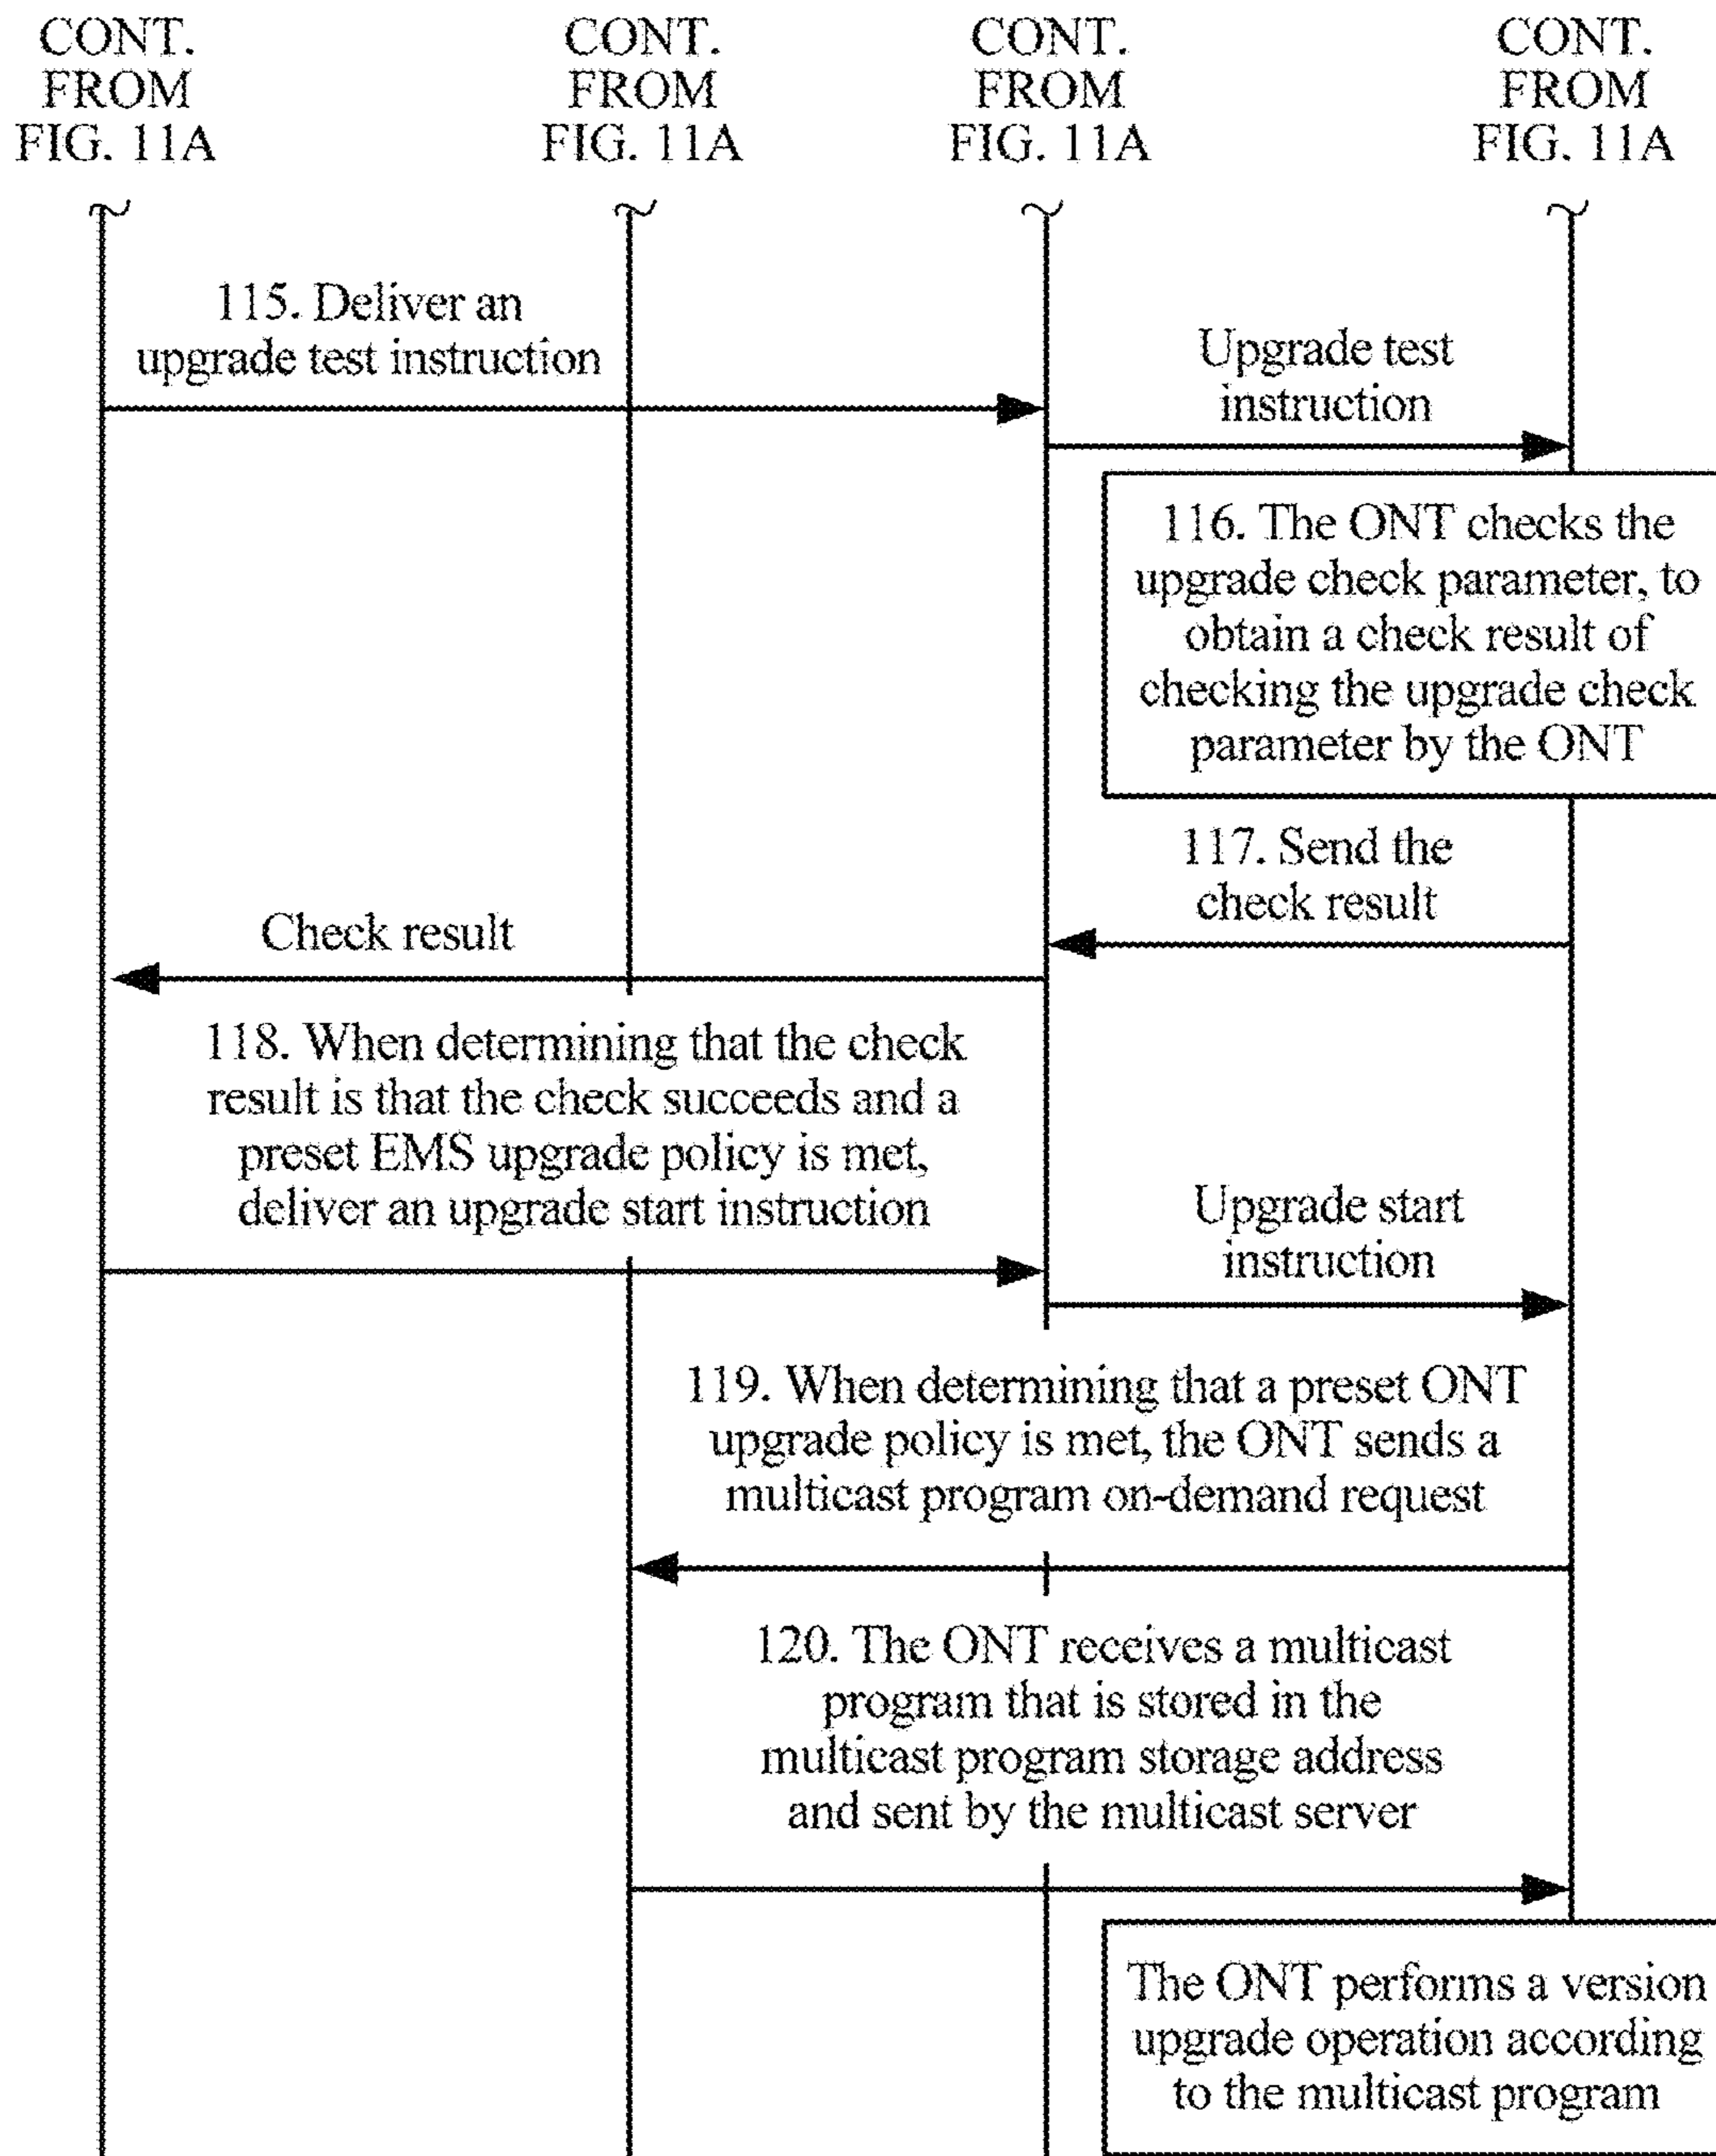 CONT.
FROM
FIG. 11A
CONT.
FROM
FIG. 11A
CONT.
FROM
FIG. 11A
CONT.
FROM
FIG. 11A
115. Deliver an
upgrade test instruction
Upgrade test
instruction
116. The ONT checks the
upgrade check parameter, to
obtain a check result of
checking the upgrade check
parameter by the ONT
117. Send the
check result
Check result
118. When determining that the check
result is that the check succeeds and a
preset EMS upgrade policy is met,
deliver an upgrade start instruction
Upgrade start
instruction
119. When determining that a preset ONT
upgrade policy is met, the ONT sends a
multicast program on-demand request
120. The ONT receives a multicast
program that is stored in the
multicast program storage address
and sent by the multicast server
The ONT performs a version
upgrade operation according
to the multicast program